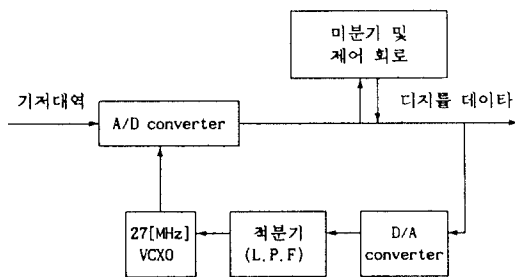 미분기 및
제어 회로
기저대역
디지틀 데이타
A/D converter
27[MHz]
VCXO
적분기
(L.P.F)
D/A
converter